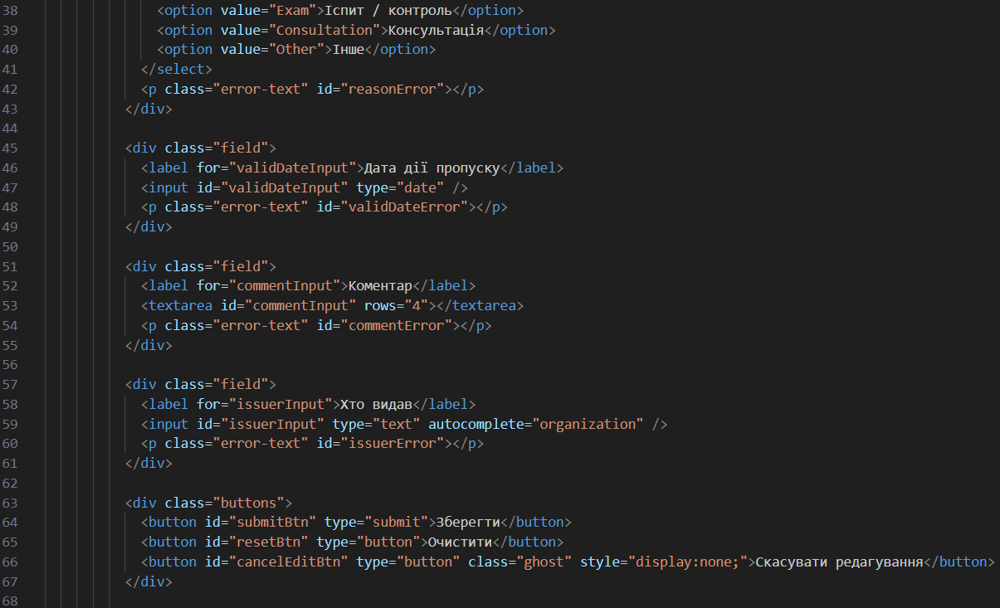 38 <option value="Exam">Іспит / контроль</option>
39 <option value="Consultation">Консультація</option>
40 <option value="Other">Інше</option>
41 </select>
42 <p class="error-text" id="reasonError"></p>
43 </div>
44
45 <div class="field">
46 <label for="validDateInput">Дата дії пропуску</label>
47 <input id="validDateInput" type="date" />
48 <p class="error-text" id="validDateError"></p>
49 </div>
50
51 <div class="field">
52 <label for="commentInput">Коментар</label>
53 <textarea id="commentInput" rows="4"></textarea>
54 <p class="error-text" id="commentError"></p>
55 </div>
56
57 <div class="field">
58 <label for="issuerInput">Хто видав</label>
59 <input id="issuerInput" type="text" autocomplete="organization" />
60 <p class="error-text" id="issuerError"></p>
61 </div>
62
63 <div class="buttons">
64 <button id="submitBtn" type="submit">Зберегти</button>
65 <button id="resetBtn" type="button">Очистити</button>
66 <button id="cancelEditBtn" type="button" class="ghost" style="display:none;">Скасувати редагування</button>
67 </div>
68